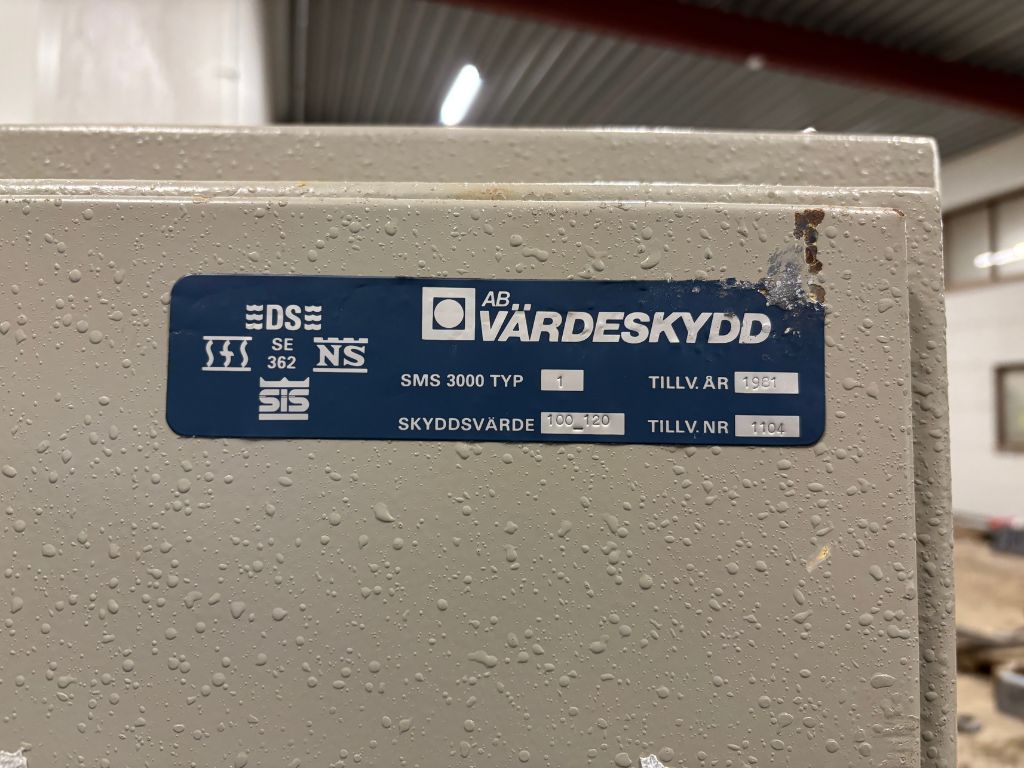 DS
SE
362
SFS
NS
SIS
AB
VÄRDESKYDD
SMS 3000 TYP 1
TILLV. ÅR 1981
SKYDDSVÄRDE 100_120
TILLV. NR 1104